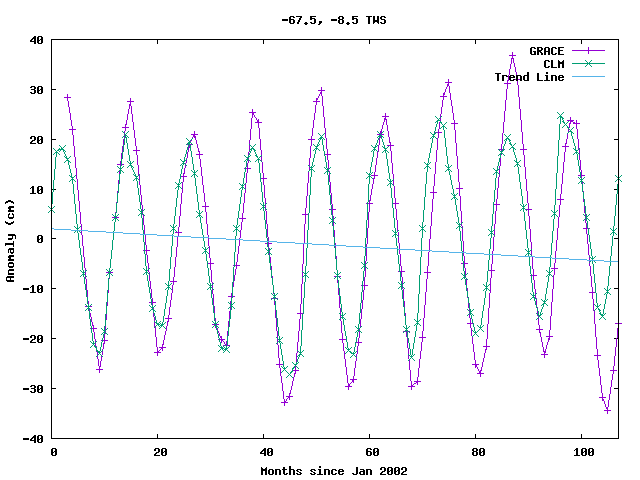 -67.5, -8.5 TWS
GRACE
CLM
Trend Line
40
30
20
10
0
-10
-20
-30
-40
Anomaly (cm)
0 20 40 60 80 100
Months since Jan 2002